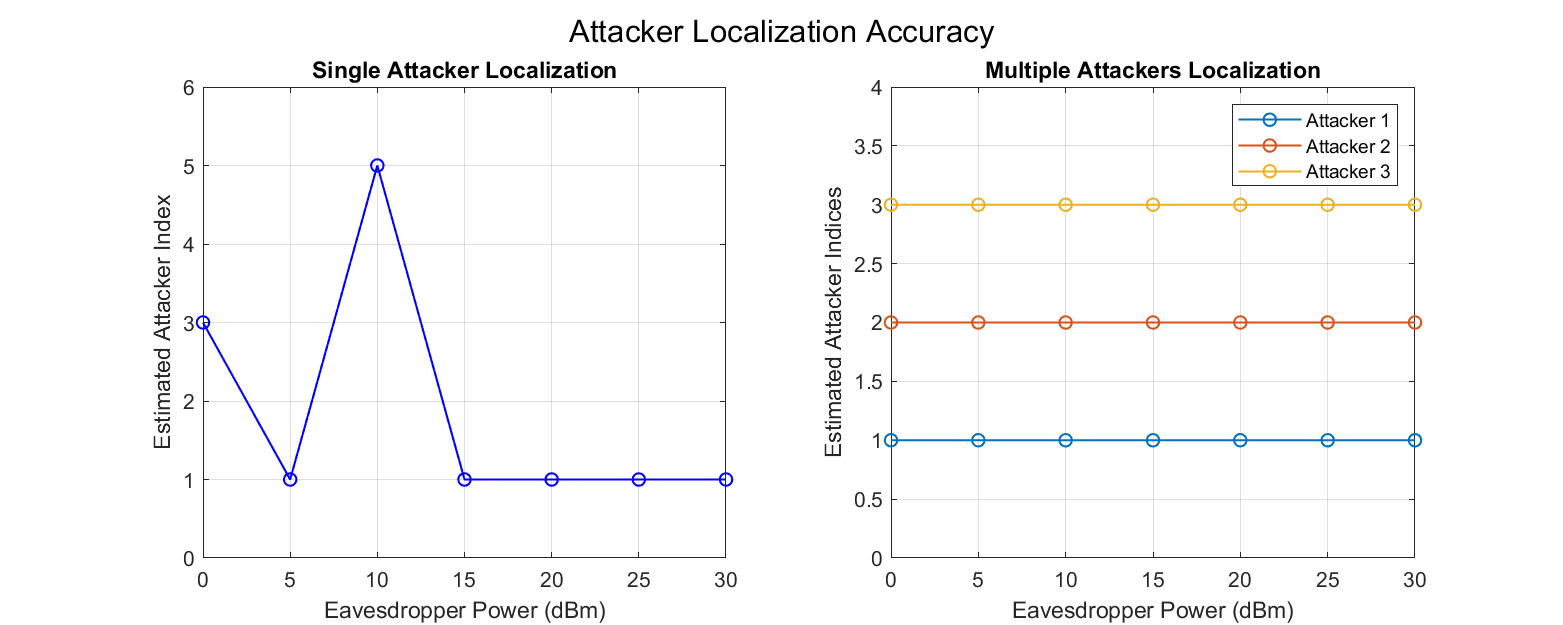 Attacker Localization Accuracy
Single Attacker Localization
6
5
4
3
2
1
0
Estimated Attacker Index
0 5 10 15 20 25 30
Eavesdropper Power (dBm)
Multiple Attackers Localization
4
3.5
3
2.5
2
1.5
1
0.5
0
Estimated Attacker Indices
0 5 10 15 20 25 30
Eavesdropper Power (dBm)
Attacker 1
Attacker 2
Attacker 3